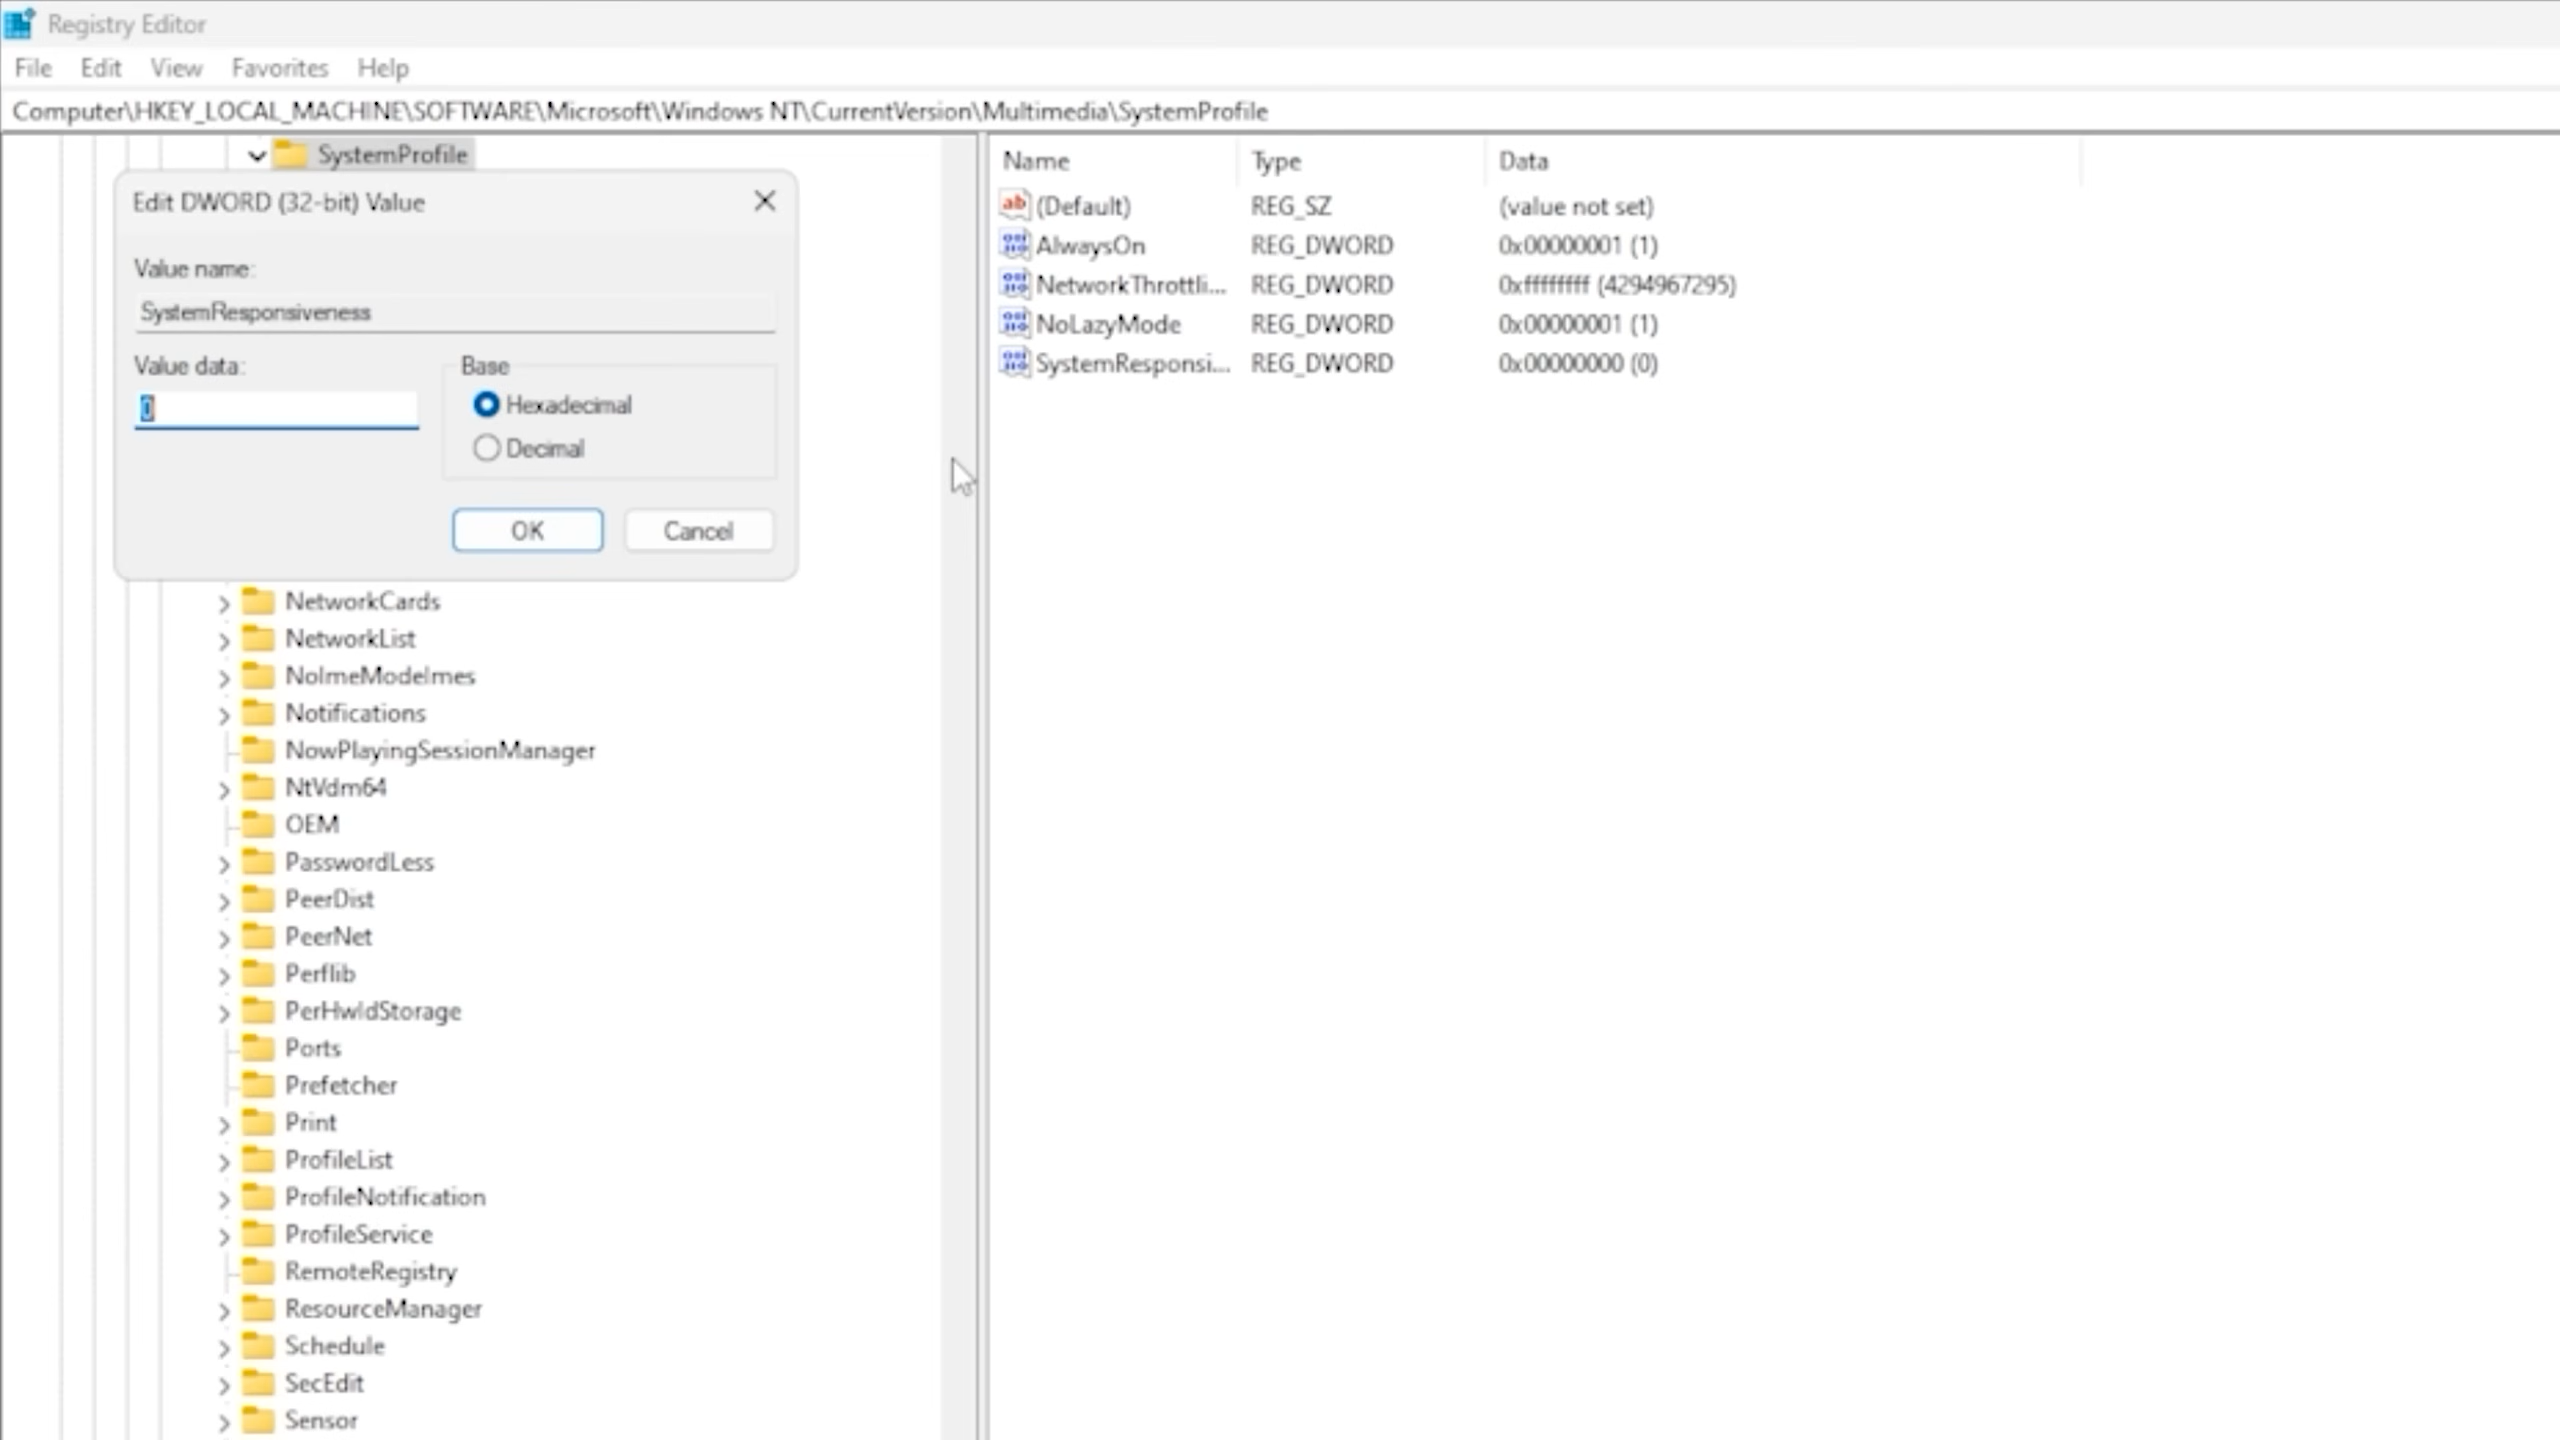 Registry Editor
File Edit View Favorites Help
Computer\HKEY_LOCAL_MACHINE\SOFTWARE\Microsoft\Windows NT\CurrentVersion\Multimedia\SystemProfile
SystemProfile
Edit DWORD (32-bit) Value
Value name:
SystemResponsiveness
Value data:
0
Base
Hexadecimal
Decimal
OK Cancel
NetworkCards
NetworkList
NoImeModeImes
Notifications
NowPlayingSessionManager
NtVdm64
OEM
PasswordLess
PeerDist
PeerNet
Perflib
PerHwIdStorage
Ports
Prefetcher
Print
ProfileList
ProfileNotification
ProfileService
RemoteRegistry
ResourceManager
Schedule
SecEdit
Sensor
Name Type Data
(Default) REG_SZ (value not set)
AlwaysOn REG_DWORD 0x00000001 (1)
NetworkThrottli... REG_DWORD 0xffffffff (4294967295)
NoLazyMode REG_DWORD 0x00000001 (1)
SystemResponsi... REG_DWORD 0x00000000 (0)